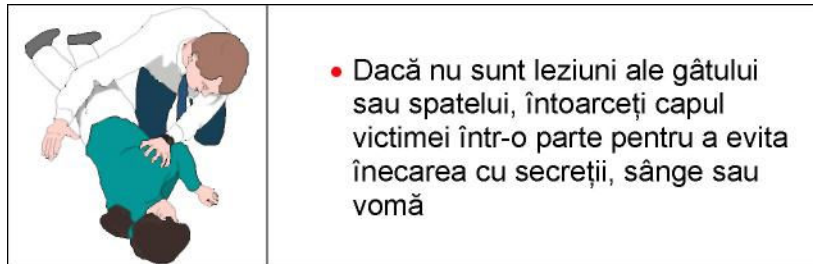 • Dacă nu sunt leziuni ale gâtului
sau spatelui, întoarceți capul
victimei într-o parte pentru a evita
înecarea cu secreții, sânge sau
vomă